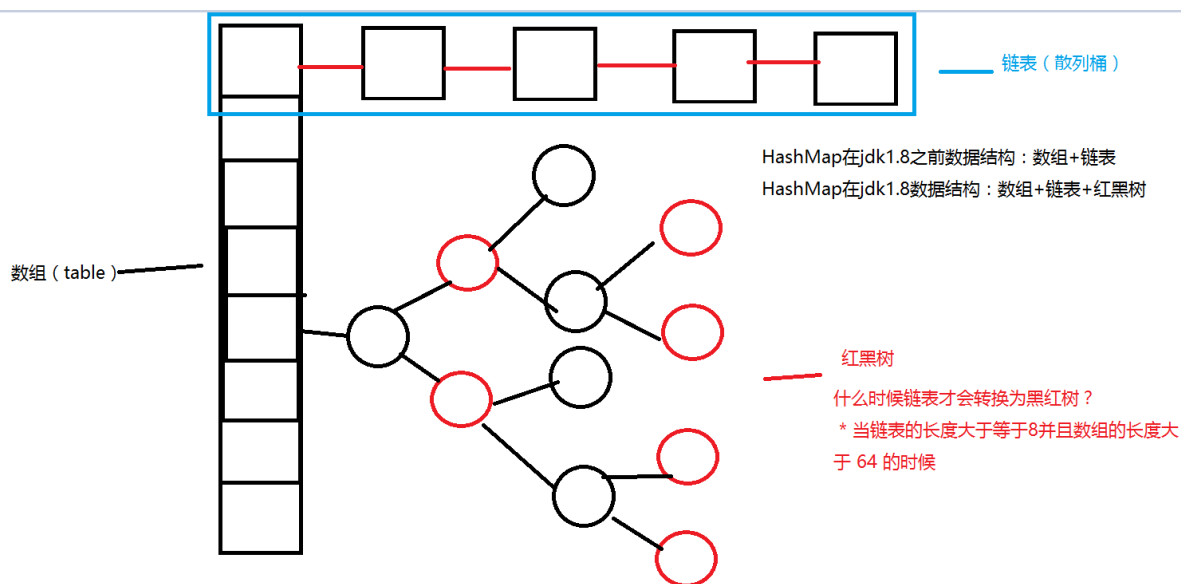 链表（散列桶）
HashMap在jdk1.8之前数据结构：数组+链表
HashMap在jdk1.8数据结构：数组+链表+红黑树
数组（table）
红黑树
什么时候链表才会转换为黑红树？
* 当链表的长度大于等于8并且数组的长度大
于 64 的时候